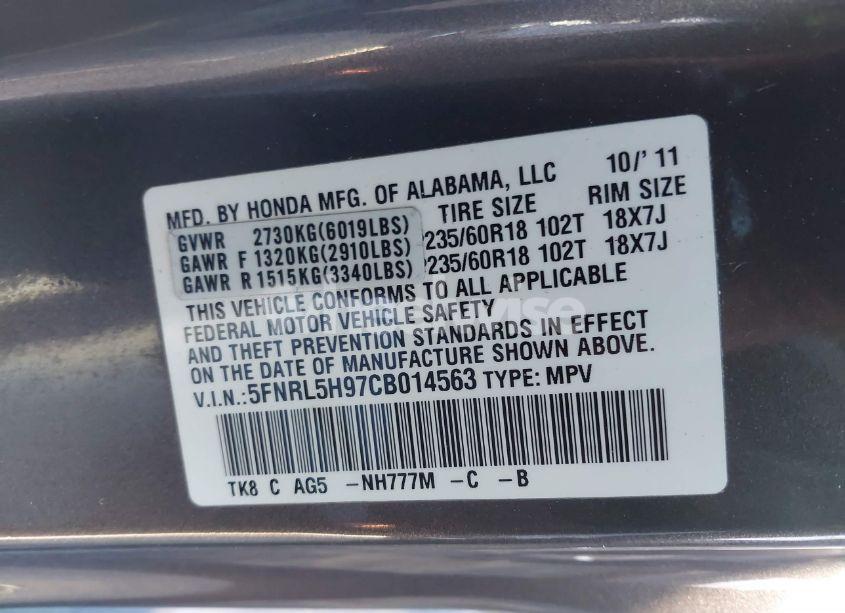 MFD. BY HONDA MFG. OF ALABAMA, LLC 10/' 11
TIRE SIZE RIM SIZE
GVWR 2730KG(6019LBS)
GAWR F 1320KG(2910LBS) P235/60R18 102T 18X7J
GAWR R 1515KG(3340LBS) P235/60R18 102T 18X7J
THIS VEHICLE CONFORMS TO ALL APPLICABLE
FEDERAL MOTOR VEHICLE SAFETY
AND THEFT PREVENTION STANDARDS IN EFFECT
ON THE DATE OF MANUFACTURE SHOWN ABOVE.
V.I.N.:5FNRL5H97CB014563 TYPE: MPV
TK8 C AG5 -NH777M -C -B